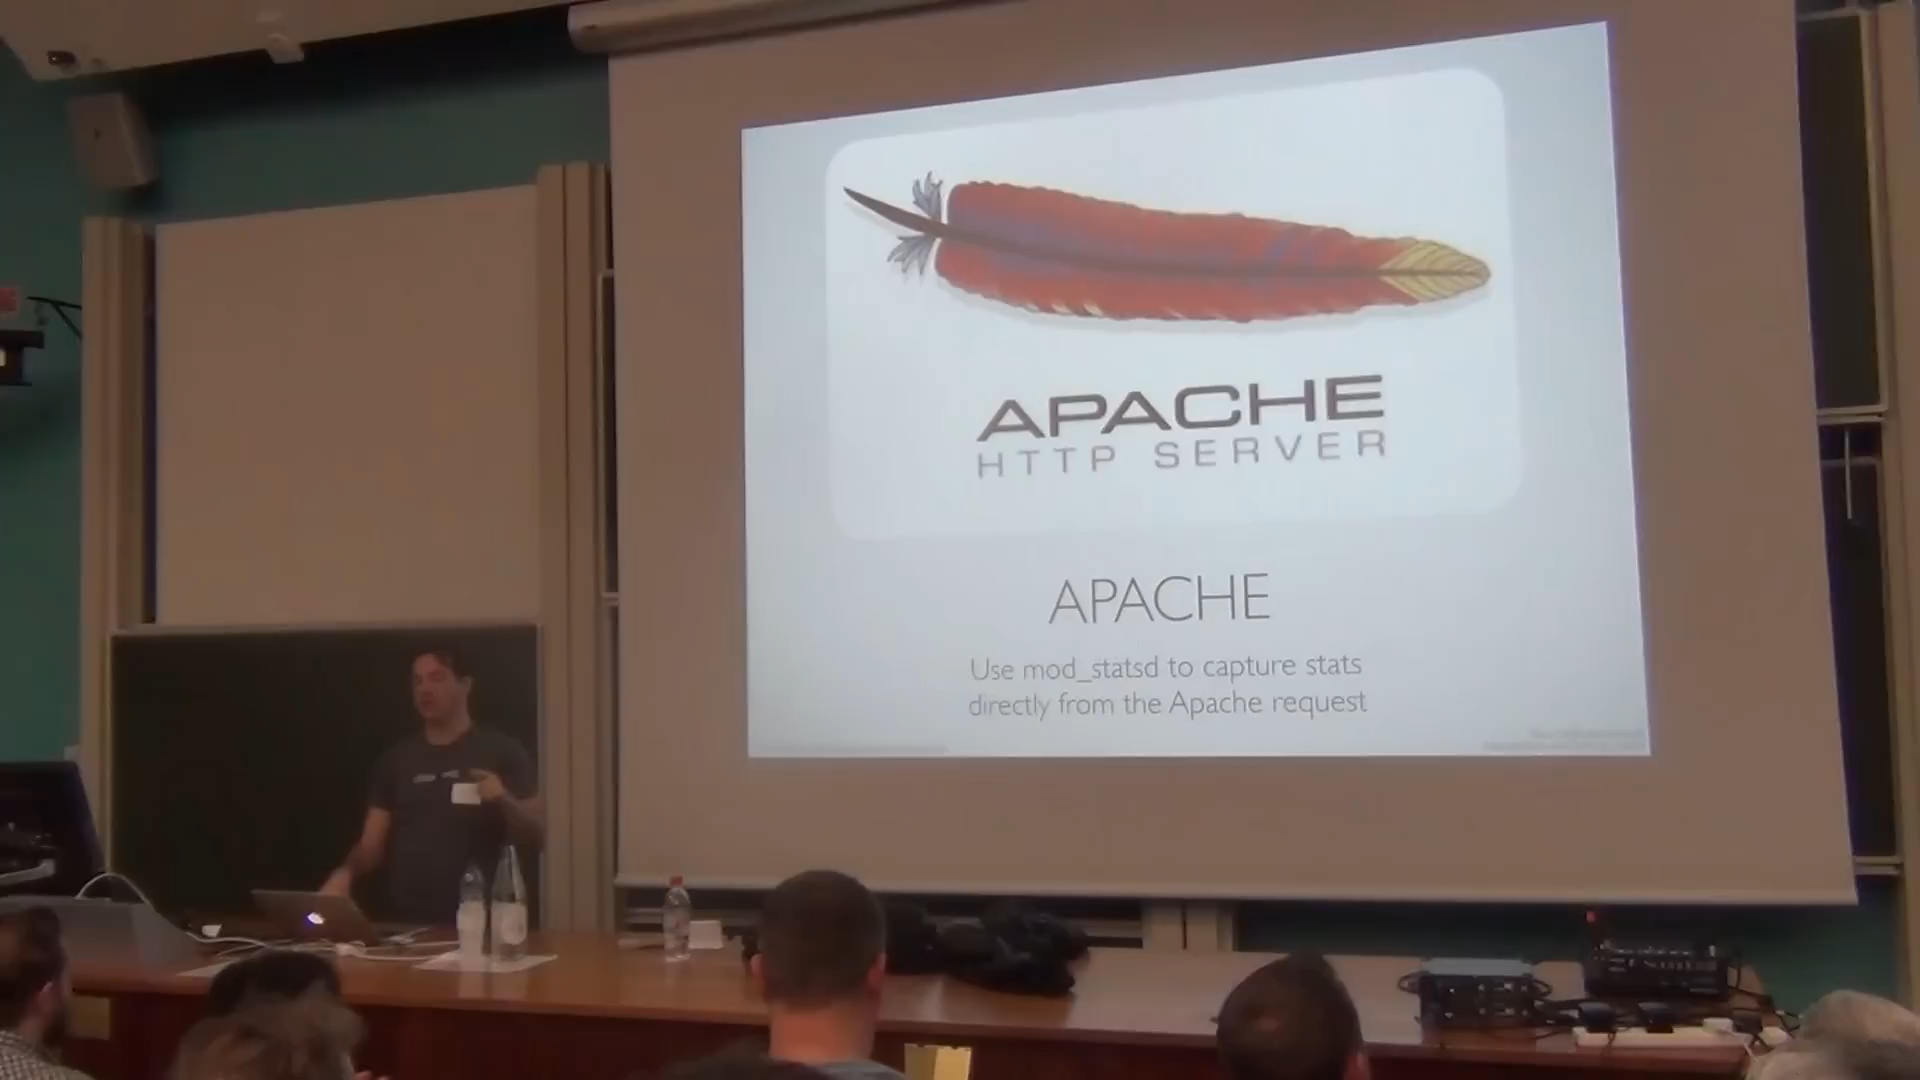 APACHE
HTTP SERVER
APACHE
Use mod_statsd to capture stats
directly from the Apache request